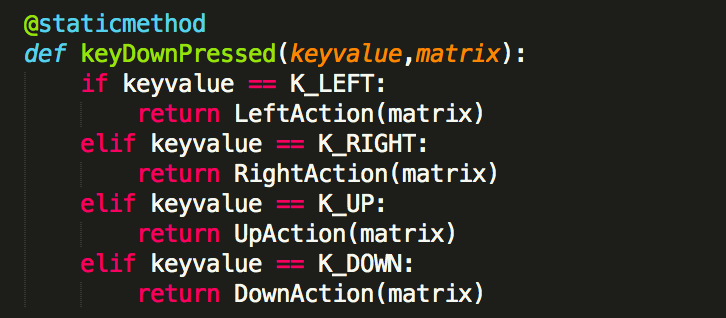 @staticmethod
def keyDownPressed(keyvalue,matrix):
    if keyvalue == K_LEFT:
        return LeftAction(matrix)
    elif keyvalue == K_RIGHT:
        return RightAction(matrix)
    elif keyvalue == K_UP:
        return UpAction(matrix)
    elif keyvalue == K_DOWN:
        return DownAction(matrix)